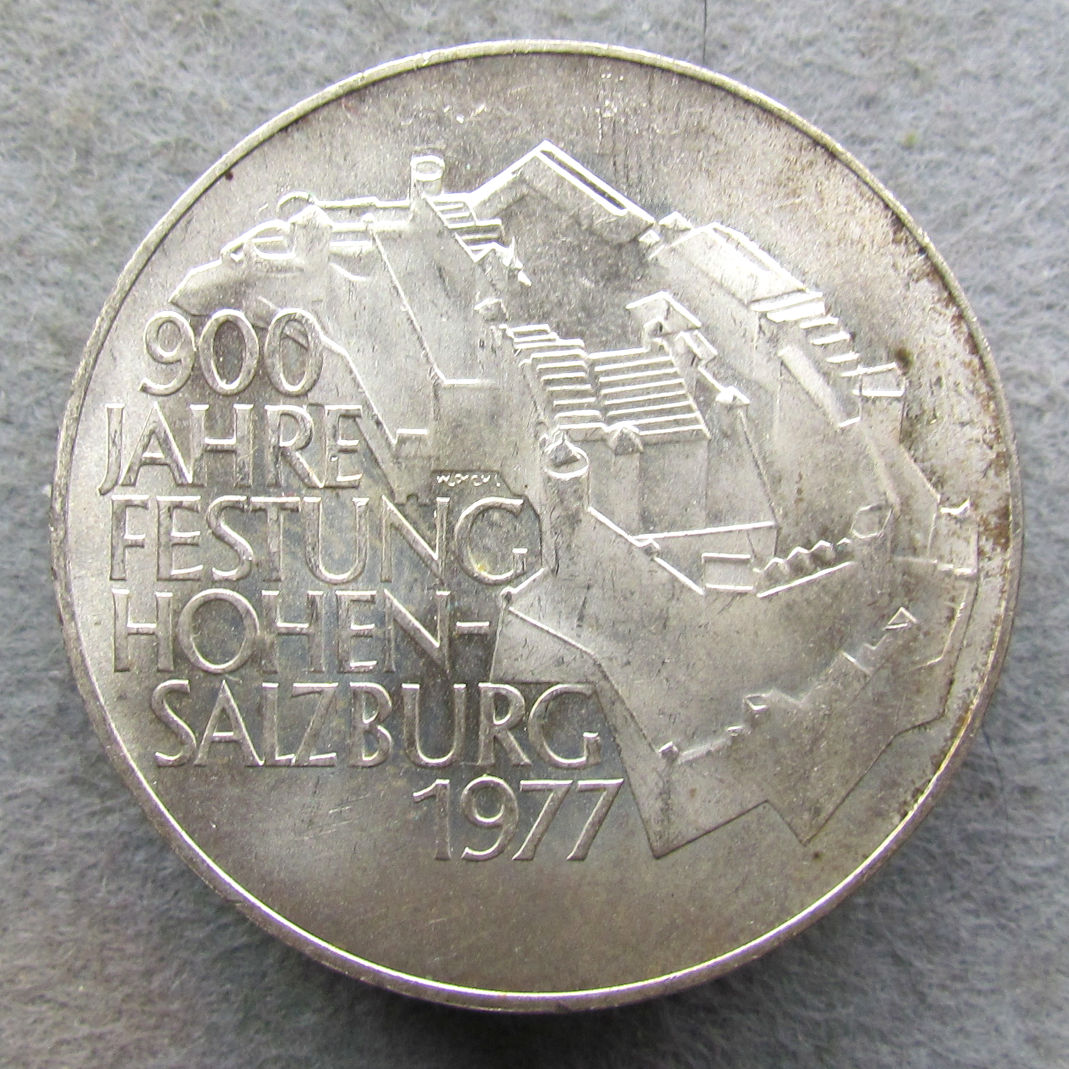 900
JAHRE
FESTUNG
HOHEN-
SALZBURG
1977